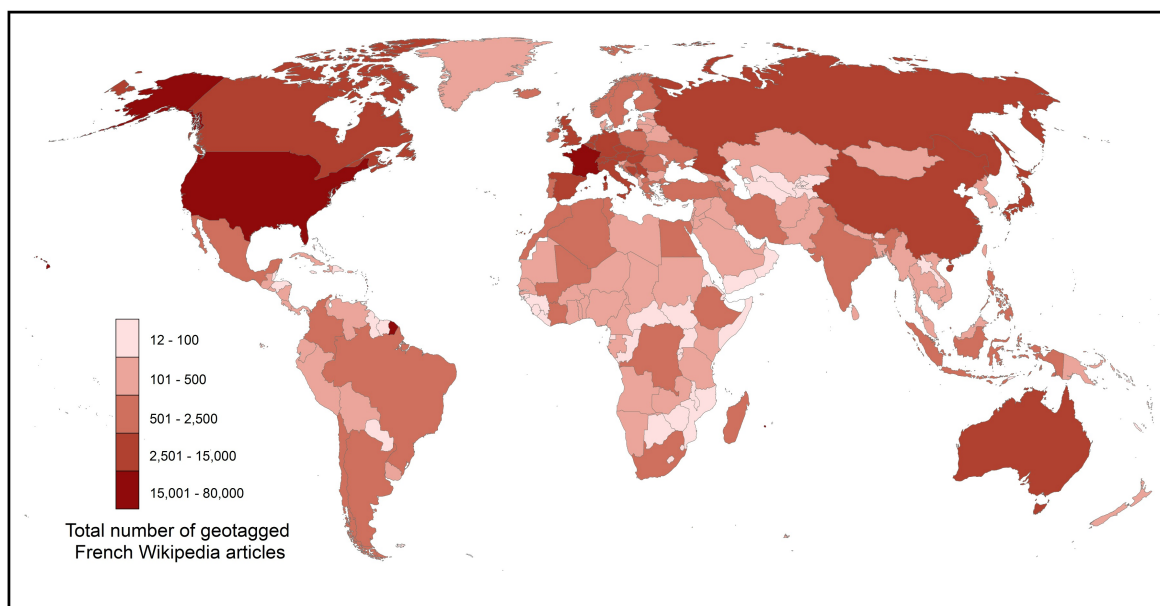 12 - 100
101 - 500
501 - 2,500
2,501 - 15,000
15,001 - 80,000
Total number of geotagged
French Wikipedia articles